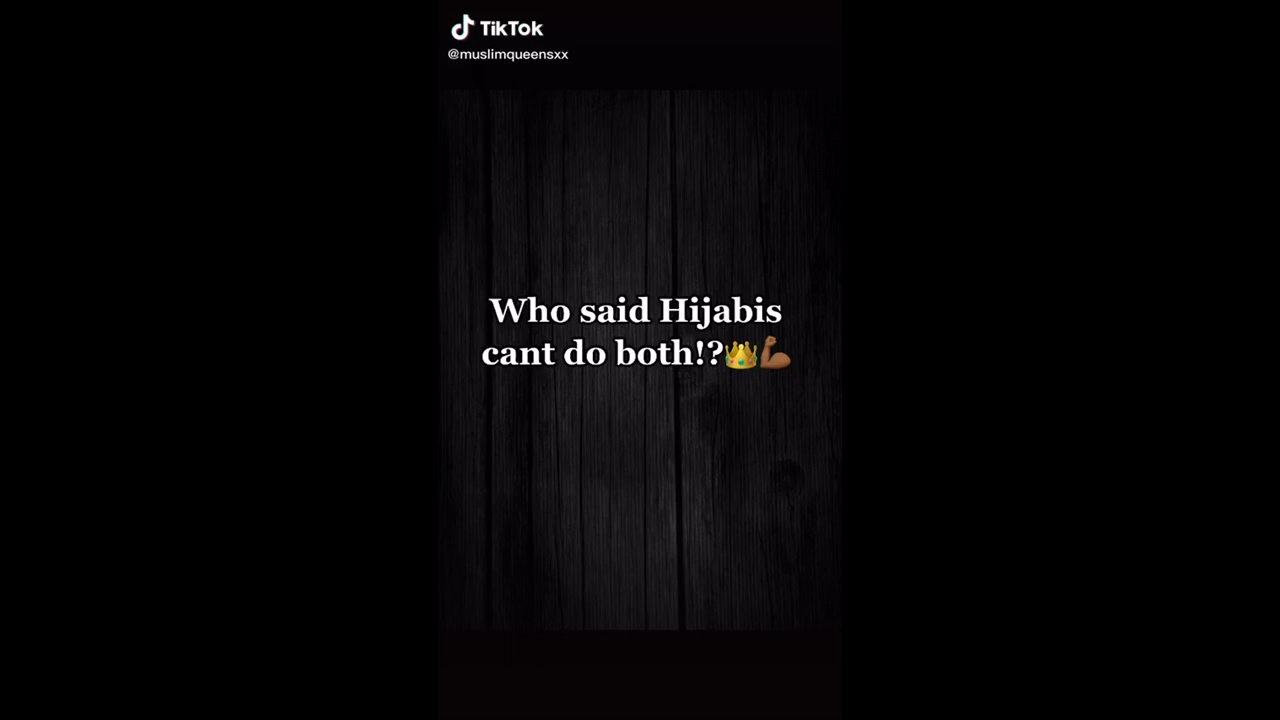 TikTok
@muslimqueensxx
Who said Hijabis
cant do both!?👑💪🏾